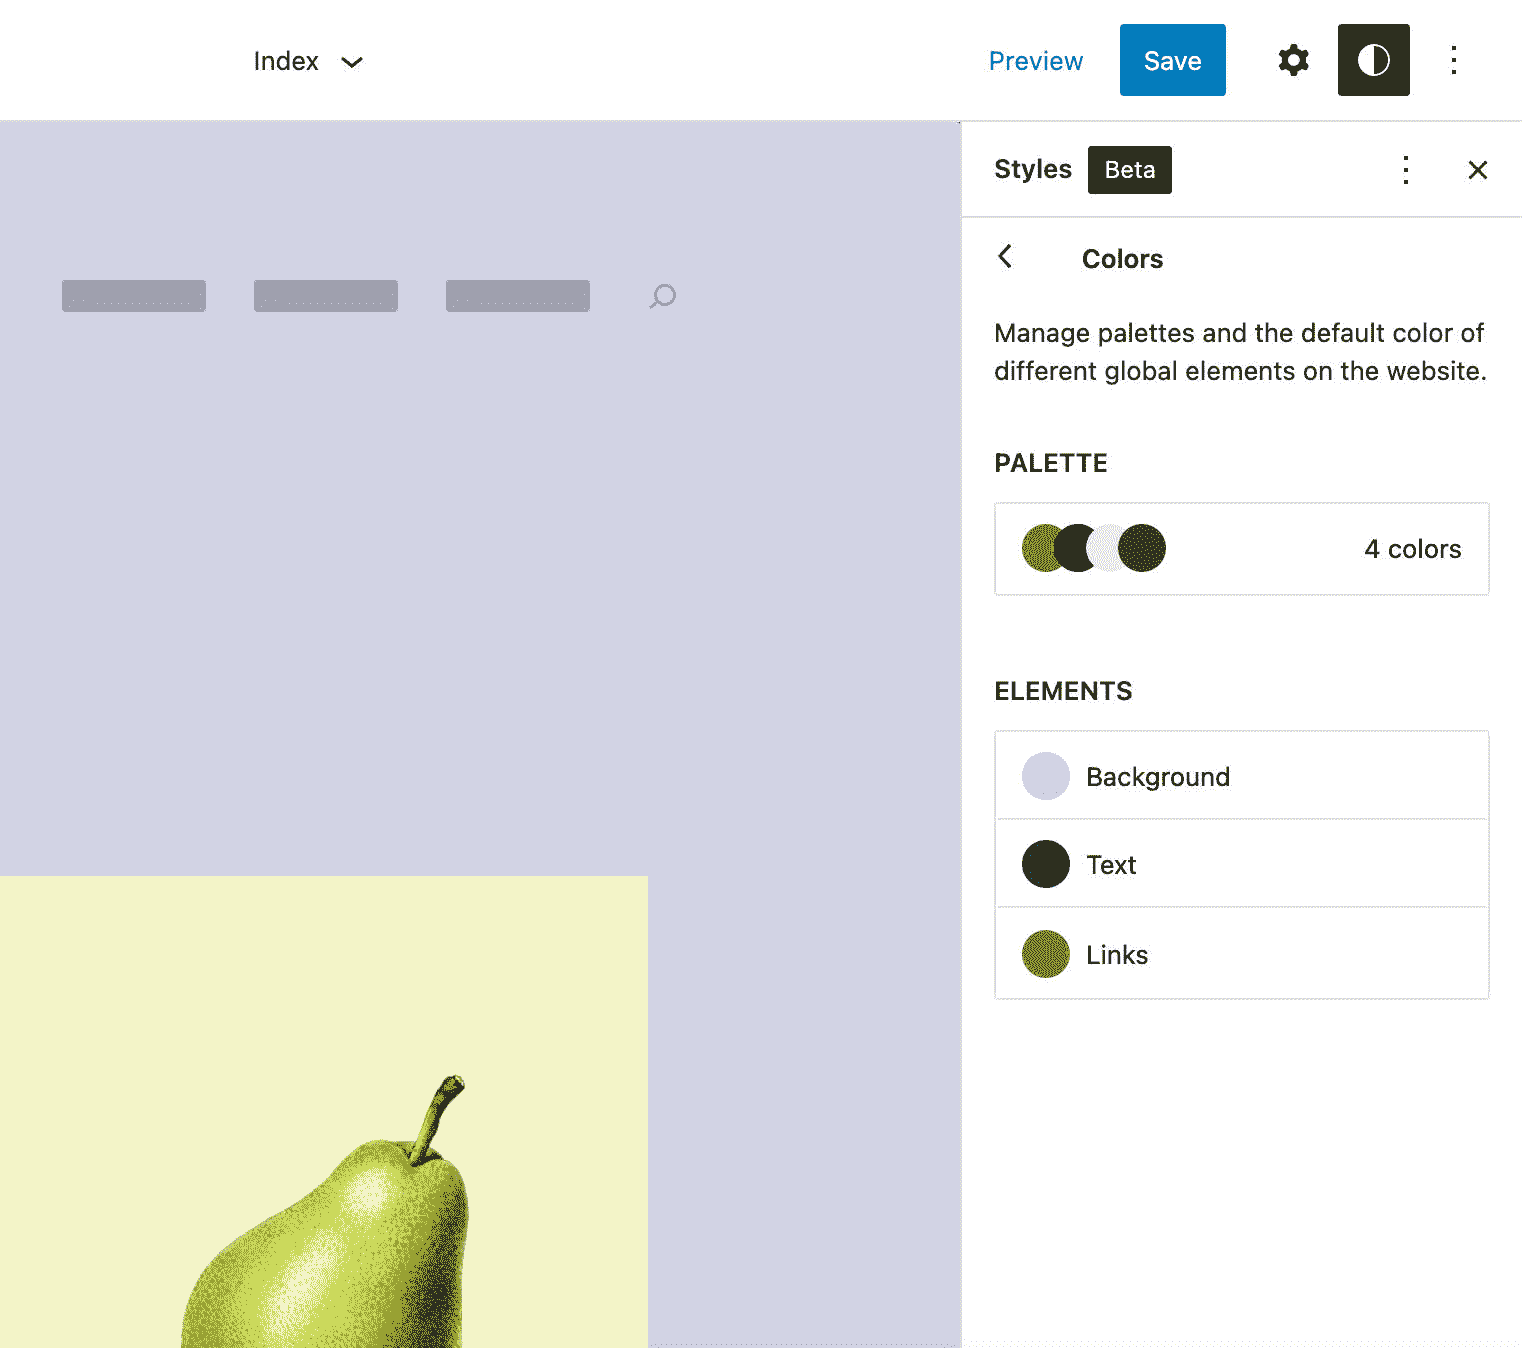 Index
Preview
Save
Styles
Beta
Colors
Manage palettes and the default color of
different global elements on the website.
PALETTE
4 colors
ELEMENTS
Background
Text
Links